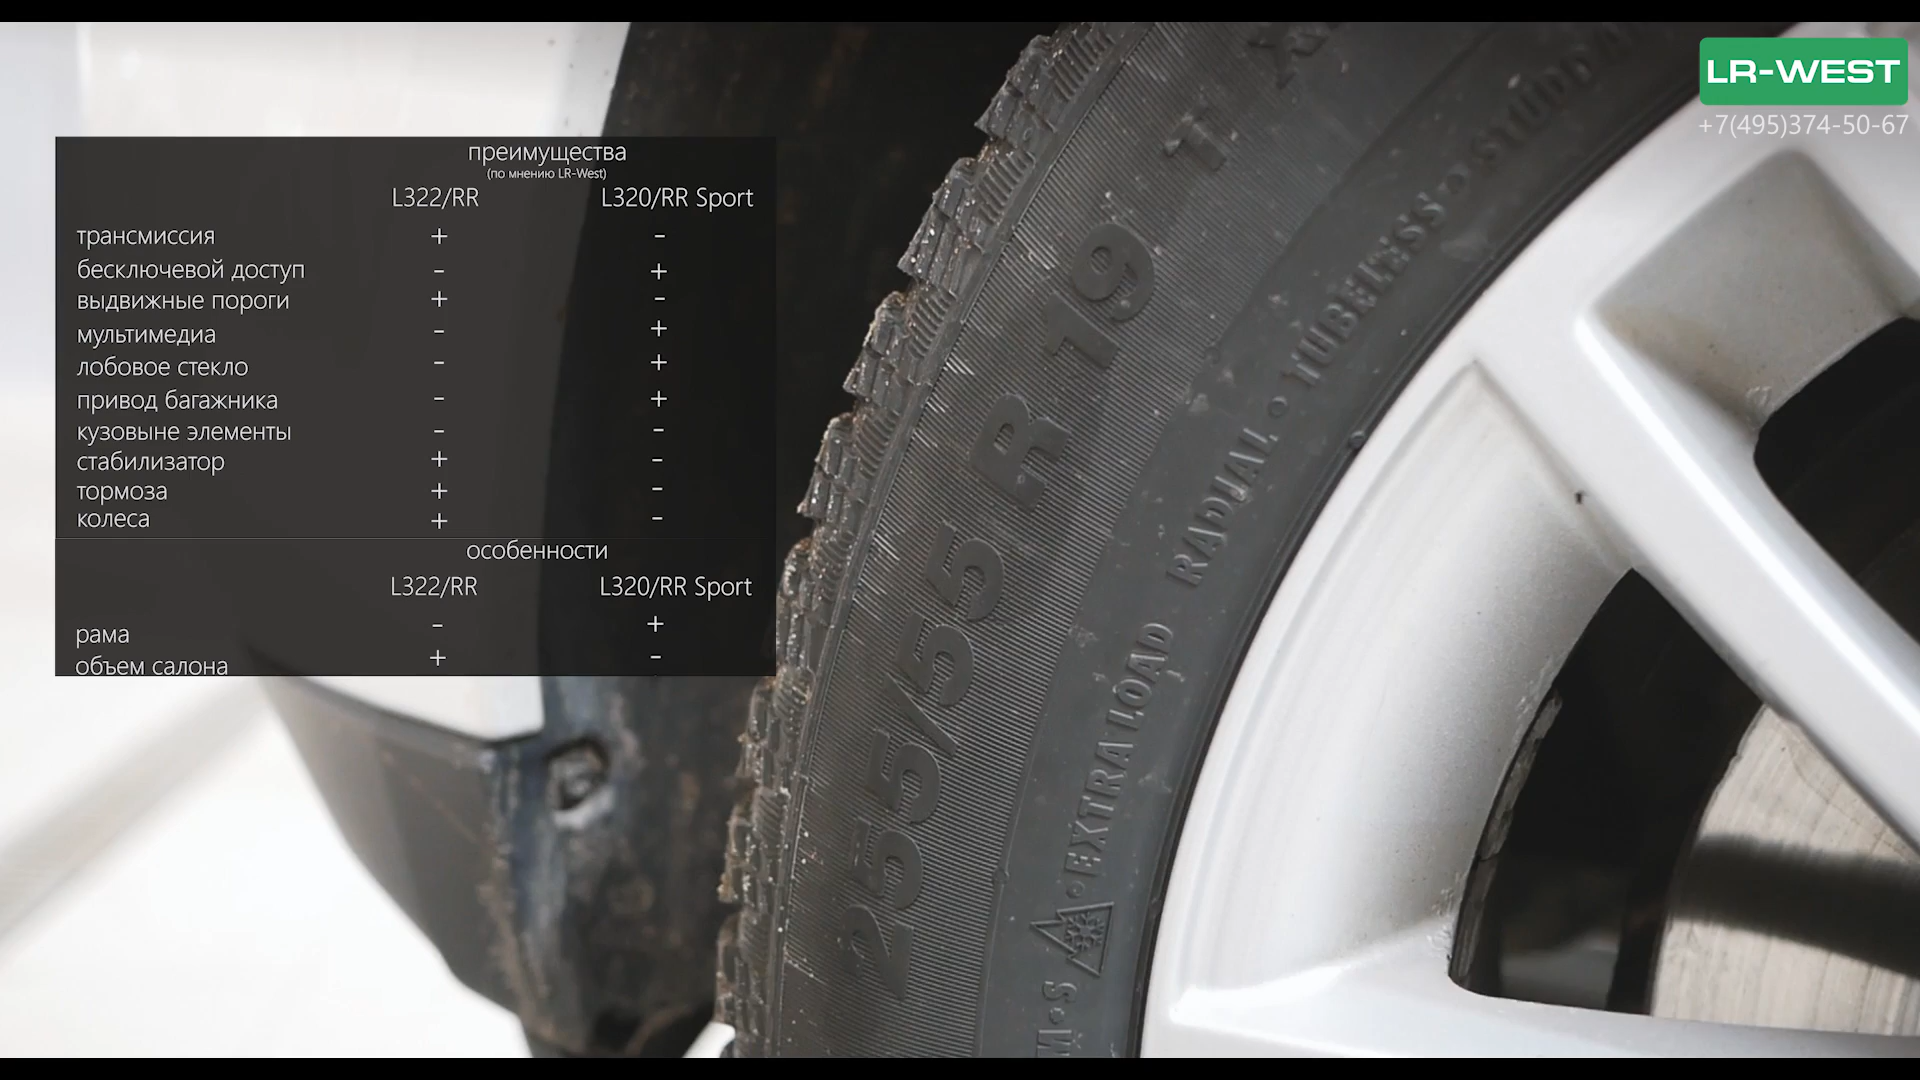 LR-WEST
+7(495)374-50-67
преимущества
(по мнению LR-West)
L322/RR L320/RR Sport
трансмиссия + -
бесключевой доступ - +
выдвижные пороги + -
мультимедиа - +
лобовое стекло - +
привод багажника - +
кузовыне элементы - -
стабилизатор + -
тормоза + -
колеса + -
особенности
L322/RR L320/RR Sport
рама - +
объем салона + -
255/55 R 19 T
M•S EXTRA LOAD RADIAL TUBELESS